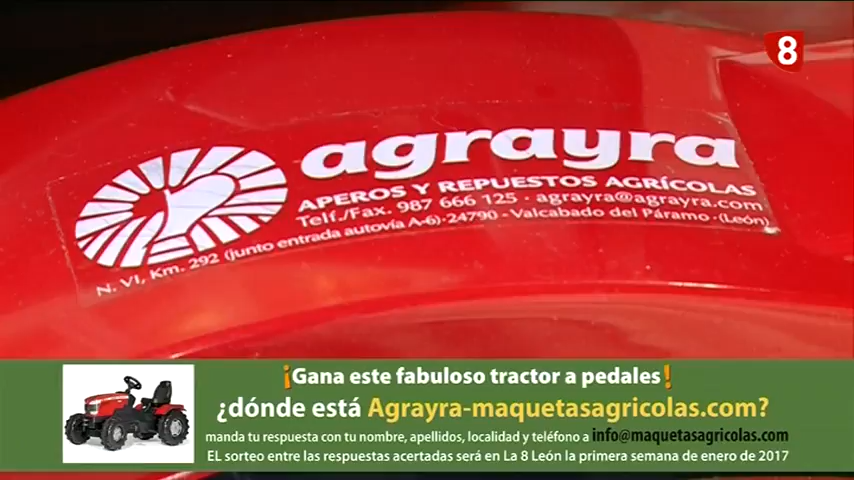 8
agrayra
APEROS Y REPUESTOS AGRÍCOLAS
Telf./Fax. 987 666 125 · agrayra@agrayra.com
N. VI, Km. 292 (junto entrada autovía A-6)·24790 - Valcabado del Páramo·(León)
¡Gana este fabuloso tractor a pedales!
¿dónde está Agrayra-maquetasagricolas.com?
manda tu respuesta con tu nombre, apellidos, localidad y teléfono a info@maquetasagricolas.com
EL sorteo entre las respuestas acertadas será en La 8 León la primera semana de enero de 2017